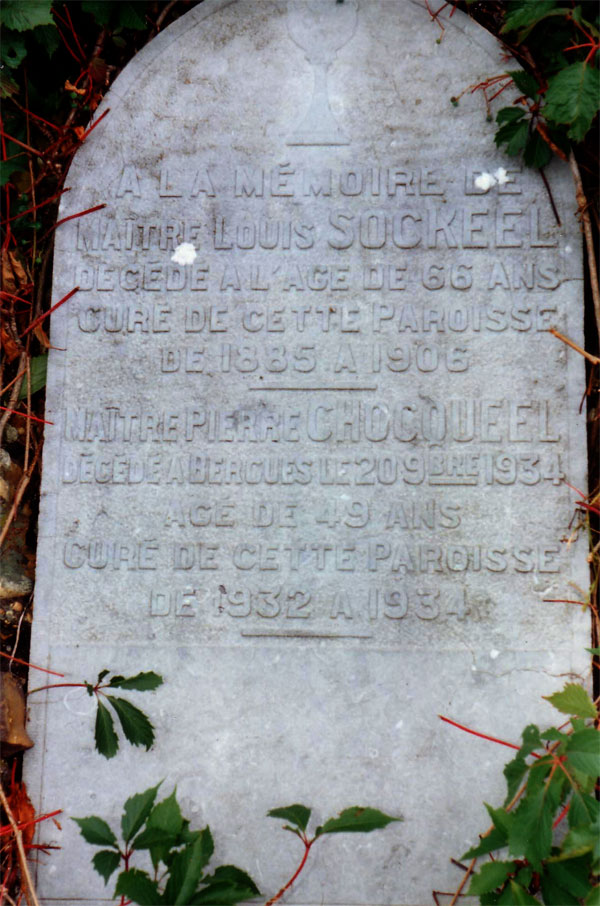 À LA MÉMOIRE DE
MAÎTRE LOUIS SOCKEEL
DÉCÉDÉ A L'AGE DE 66 ANS
CURÉ DE CETTE PAROISSE
DE 1885 A 1906
MAÎTRE PIERRE CHOCQUEEL
DÉCÉDÉ A BERGUES LE 20 9BRE 1934
AGÉ DE 49 ANS
CURÉ DE CETTE PAROISSE
DE 1932 A 1934